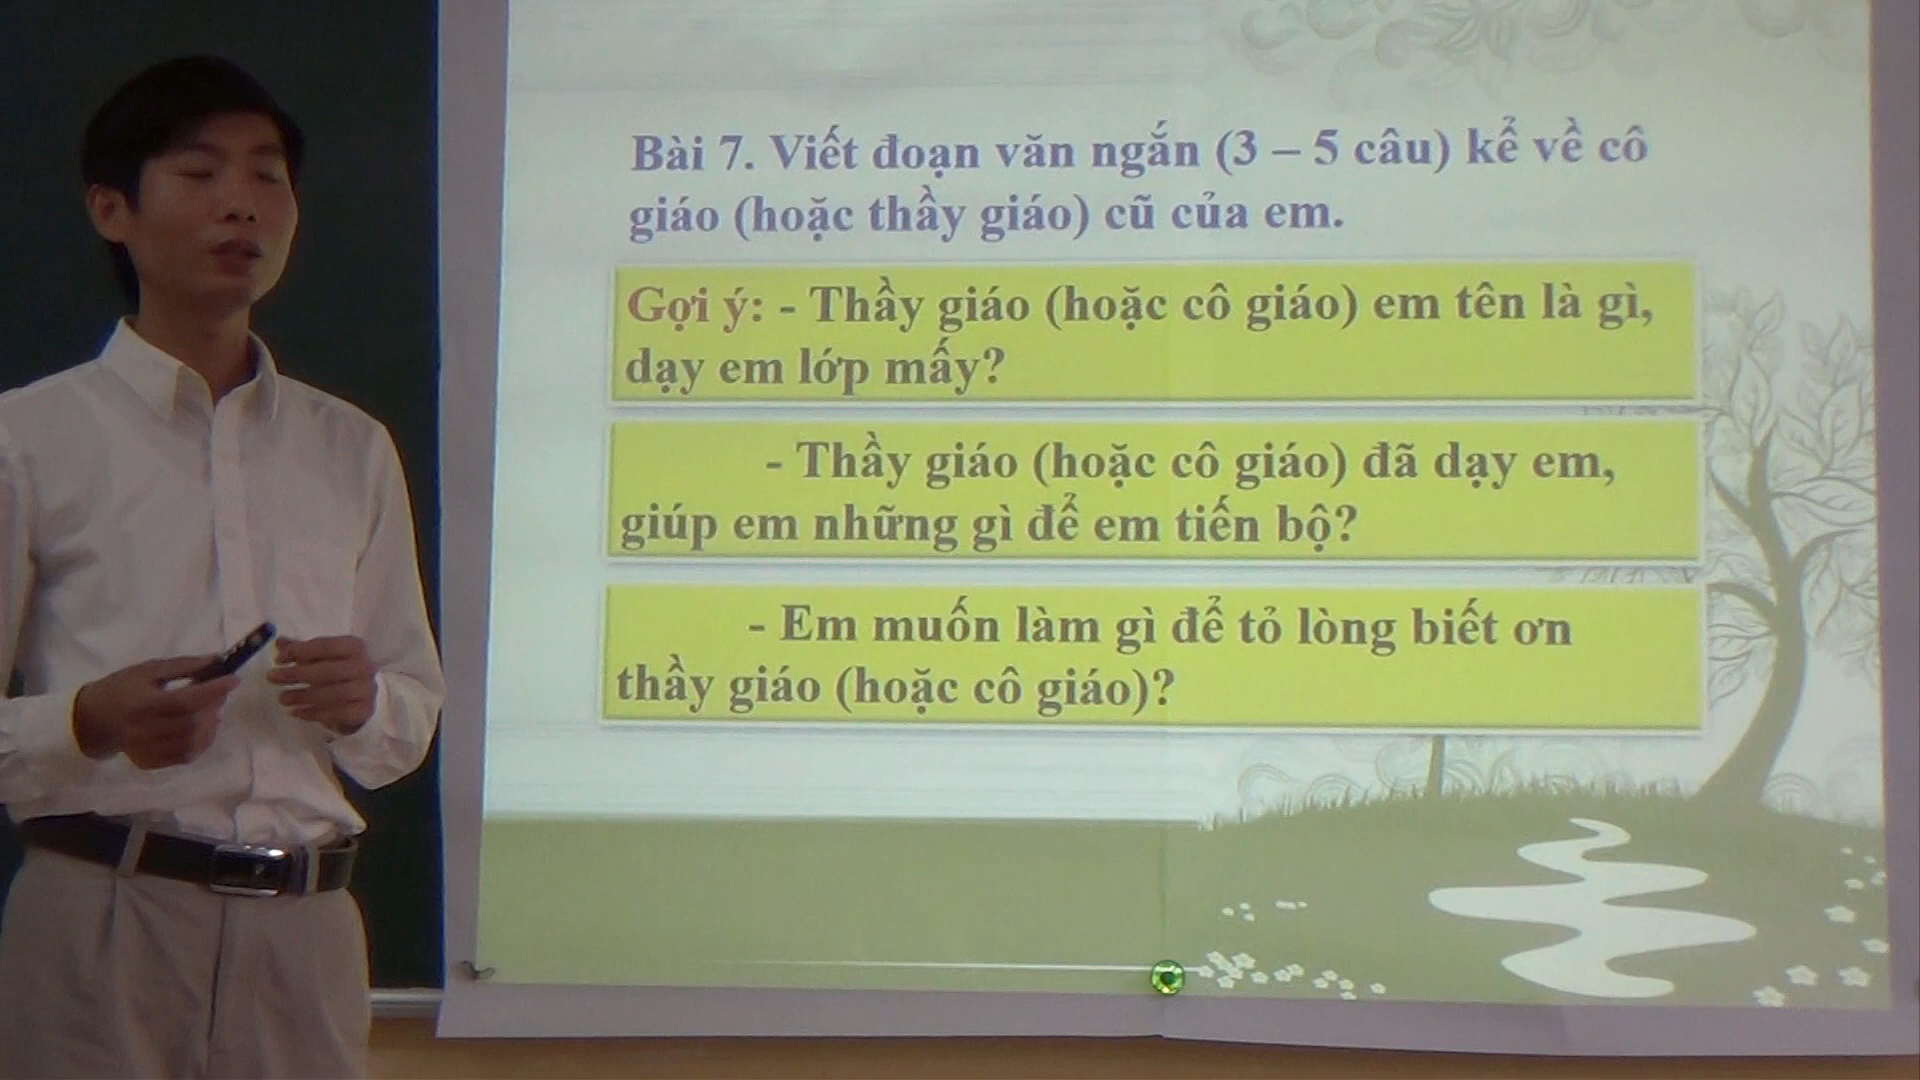 Bài 7. Viết đoạn văn ngắn (3 – 5 câu) kể về cô
giáo (hoặc thầy giáo) cũ của em.
Gợi ý: - Thầy giáo (hoặc cô giáo) em tên là gì,
dạy em lớp mấy?
- Thầy giáo (hoặc cô giáo) đã dạy em,
giúp em những gì để em tiến bộ?
- Em muốn làm gì để tỏ lòng biết ơn
thầy giáo (hoặc cô giáo)?